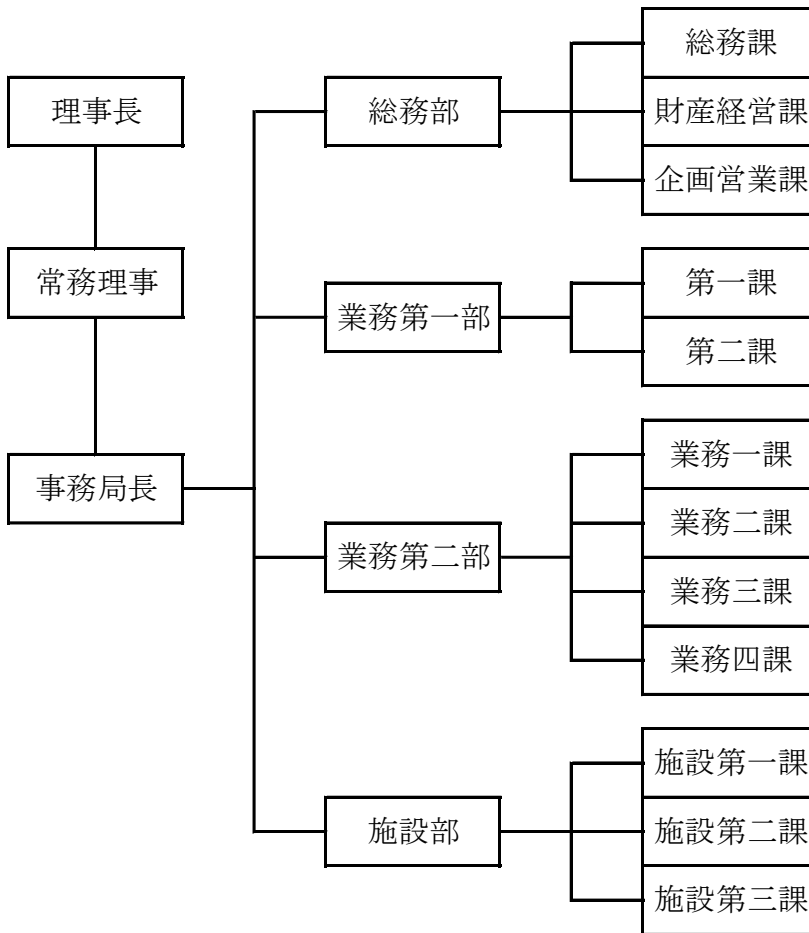 理事長
常務理事
事務局長
総務部
総務課
財産経営課
企画営業課
業務第一部
第一課
第二課
業務第二部
業務一課
業務二課
業務三課
業務四課
施設部
施設第一課
施設第二課
施設第三課